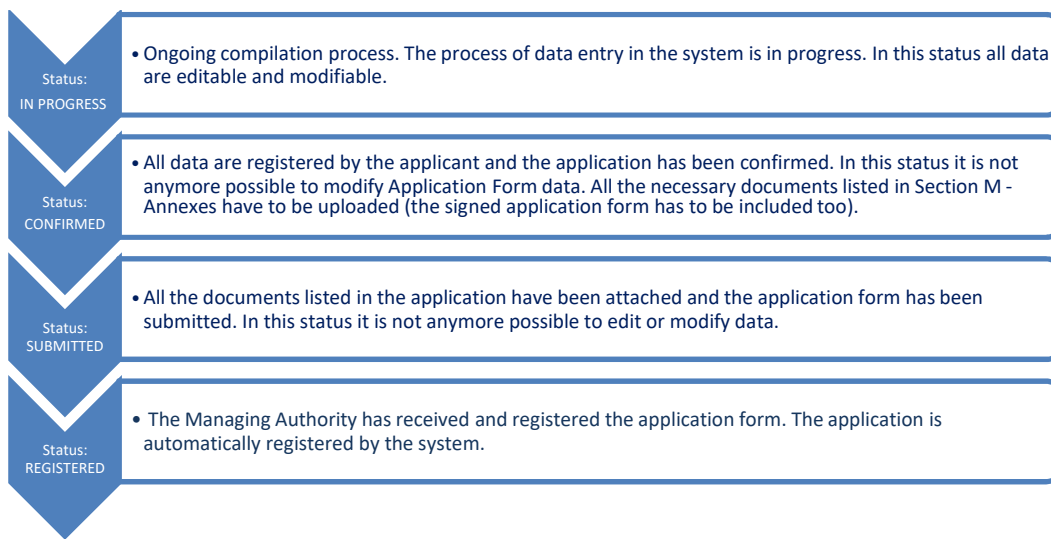 Status:
IN PROGRESS
• Ongoing compilation process. The process of data entry in the system is in progress. In this status all data
are editable and modifiable.
Status:
CONFIRMED
• All data are registered by the applicant and the application has been confirmed. In this status it is not
anymore possible to modify Application Form data. All the necessary documents listed in Section M -
Annexes have to be uploaded (the signed application form has to be included too).
Status:
SUBMITTED
• All the documents listed in the application have been attached and the application form has been
submitted. In this status it is not anymore possible to edit or modify data.
Status:
REGISTERED
• The Managing Authority has received and registered the application form. The application is
automatically registered by the system.